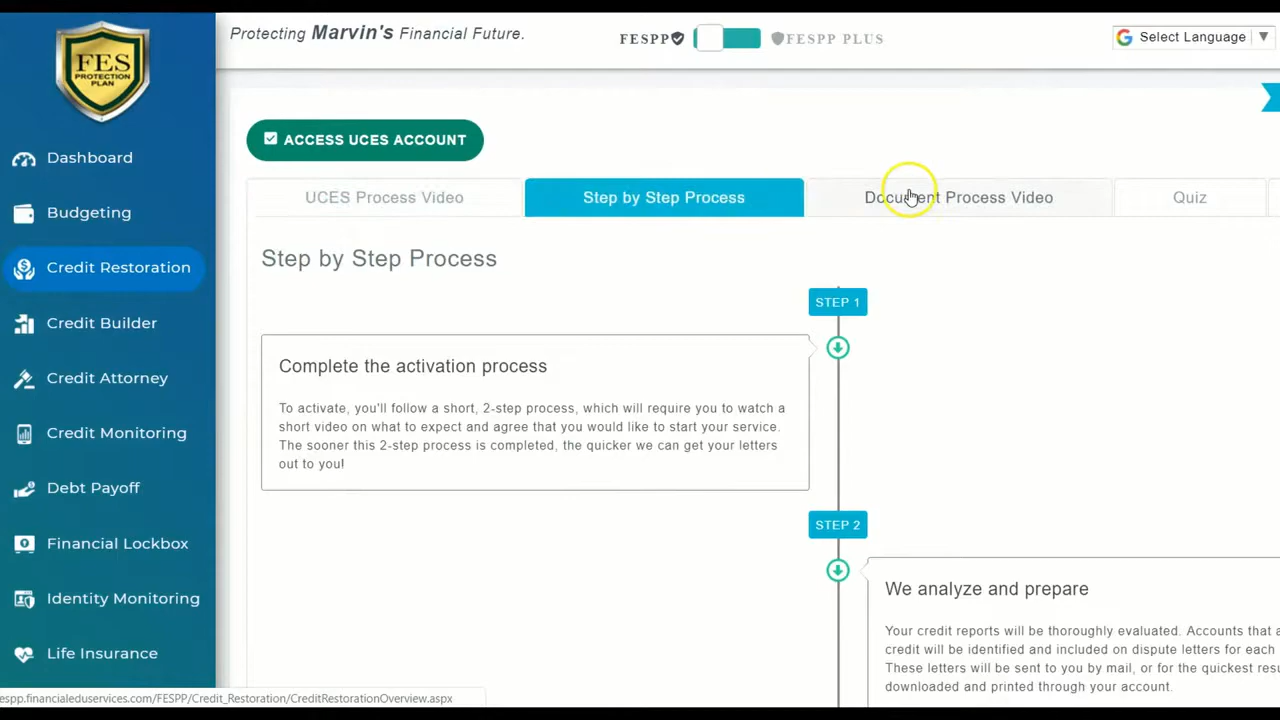 Protecting Marvin's Financial Future.
FESPP
FESPP PLUS
Select Language
FES
PROTECTION
PLAN
Dashboard
Budgeting
Credit Restoration
Credit Builder
Credit Attorney
Credit Monitoring
Debt Payoff
Financial Lockbox
Identity Monitoring
Life Insurance
ACCESS UCES ACCOUNT
UCES Process Video
Step by Step Process
Document Process Video
Quiz
Step by Step Process
STEP 1
Complete the activation process
To activate, you'll follow a short, 2-step process, which will require you to watch a
short video on what to expect and agree that you would like to start your service.
The sooner this 2-step process is completed, the quicker we can get your letters
out to you!
STEP 2
We analyze and prepare
Your credit reports will be thoroughly evaluated. Accounts that a
credit will be identified and included on dispute letters for each
These letters will be sent to you by mail, or for the quickest resu
downloaded and printed through your account.
espp.financialeduservices.com/FESPP/Credit_Restoration/CreditRestorationOverview.aspx